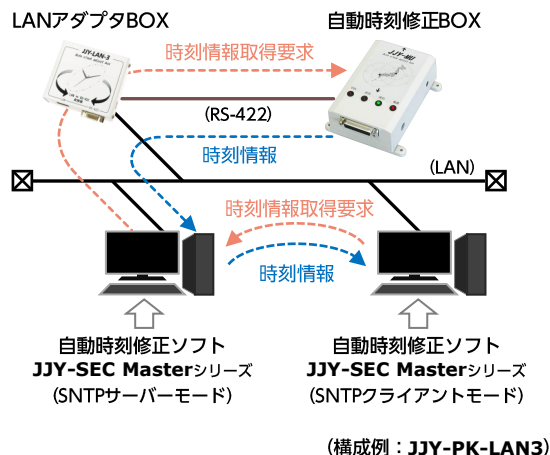 LANアダプタBOX
自動時刻修正BOX
JJY-LAN-3
JJY-MU
時刻情報取得要求
(RS-422)
時刻情報
(LAN)
時刻情報取得要求
時刻情報
自動時刻修正ソフト
JJY-SEC Masterシリーズ
(SNTPサーバーモード)
自動時刻修正ソフト
JJY-SEC Masterシリーズ
(SNTPクライアントモード)
(構成例：JJY-PK-LAN3)